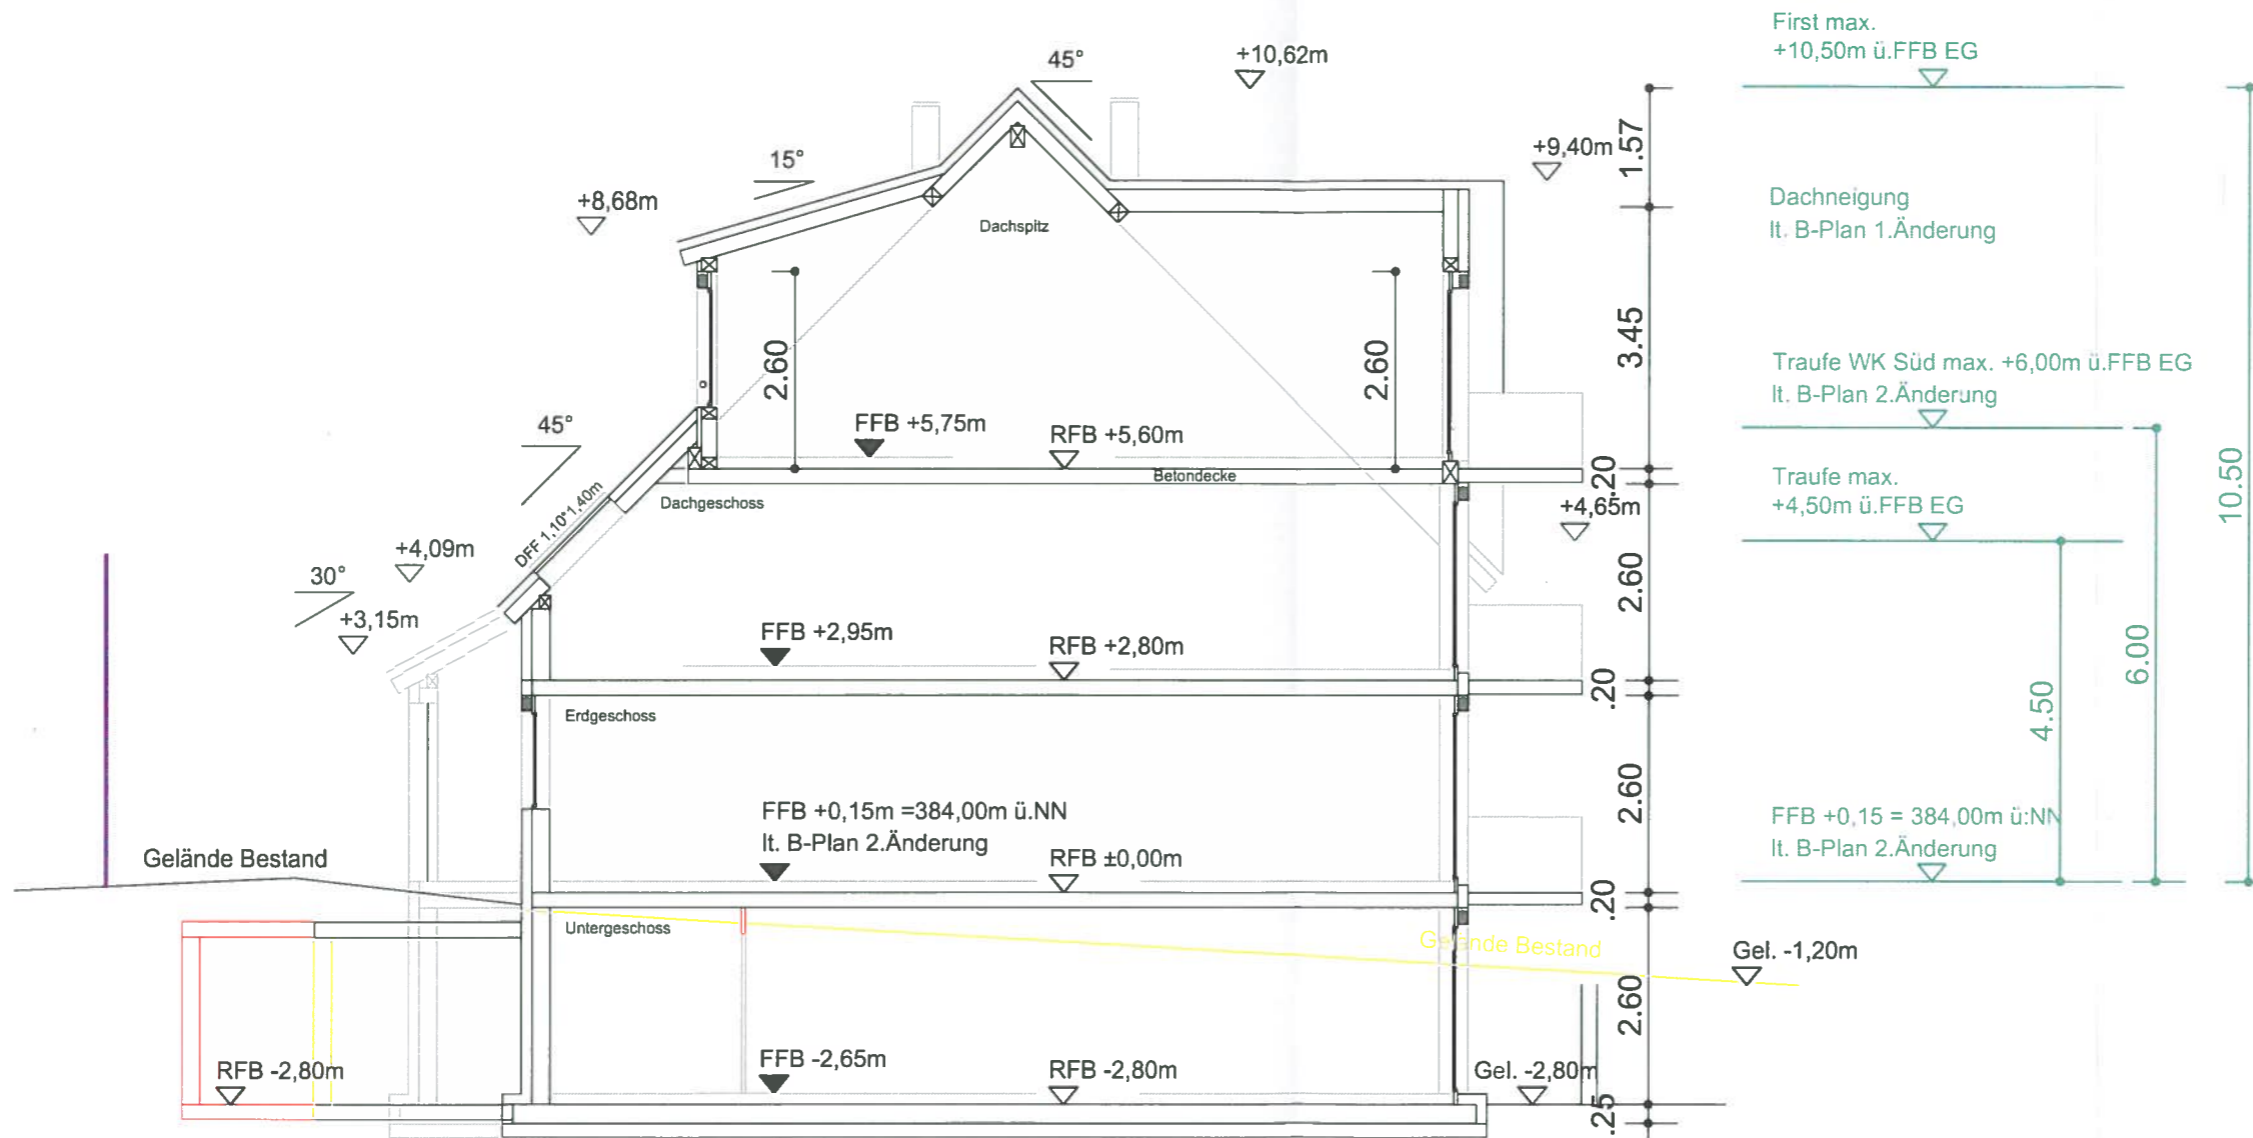 First max.
+10,50m ü.FFB EG
+10,62m
45°
1.57
+9,40m
15°
+8,68m
Dachneigung
lt. B-Plan 1.Änderung
Dachspitz
3.45
2.60
2.60
Traufe WK Süd max. +6,00m ü.FFB EG
lt. B-Plan 2.Änderung
45°
FFB +5,75m
RFB +5,60m
Betondecke
.20
Traufe max.
+4,50m ü.FFB EG
10.50
Dachgeschoss
DFF 1,10*1,40m
+4,65m
+4,09m
30°
+3,15m
2.60
FFB +2,95m
RFB +2,80m
6.00
4.50
.20
Erdgeschoss
2.60
FFB +0,15m =384,00m ü.NN
lt. B-Plan 2.Änderung
RFB ±0,00m
FFB +0,15 = 384,00m ü:NN
lt. B-Plan 2.Änderung
Gelände Bestand
.20
Untergeschoss
Gelände Bestand
Gel. -1,20m
2.60
RFB -2,80m
FFB -2,65m
RFB -2,80m
Gel. -2,80m
.25